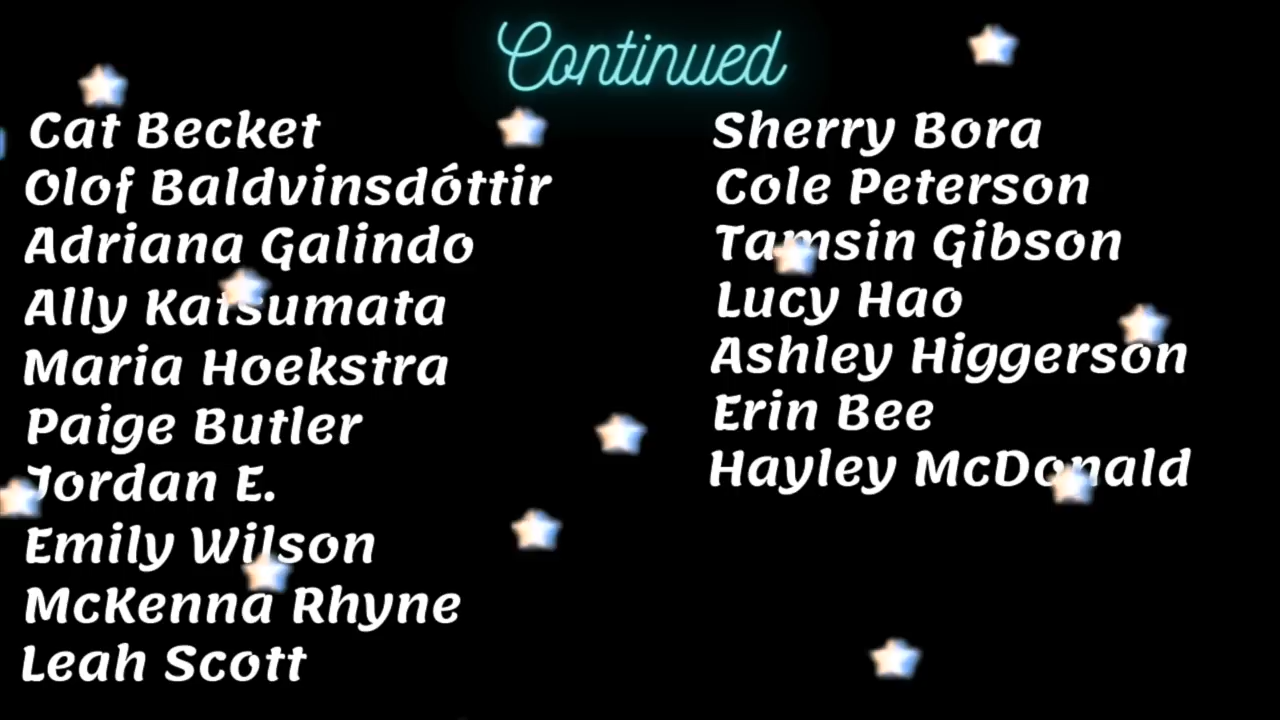 Continued
Cat Becket
Olof Baldvinsdóttir
Adriana Galindo
Ally Katsumata
Maria Hoekstra
Paige Butler
Jordan E.
Emily Wilson
McKenna Rhyne
Leah Scott
Sherry Bora
Cole Peterson
Tamsin Gibson
Lucy Hao
Ashley Higgerson
Erin Bee
Hayley McDonald